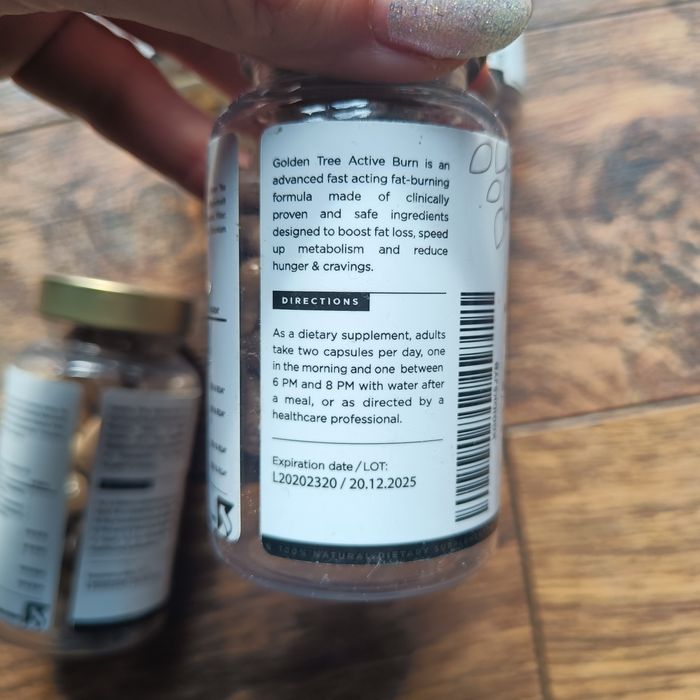 Golden Tree Active Burn is an
advanced fast acting fat-burning
formula made of clinically
proven and safe ingredients
designed to boost fat loss, speed
up metabolism and reduce
hunger & cravings.
DIRECTIONS
As a dietary supplement, adults
take two capsules per day, one
in the morning and one between
6 PM and 8 PM with water after
a meal, or as directed by a
healthcare professional.
Expiration date/LOT:
L20202320 / 20.12.2025
100% NATURAL DIETARY